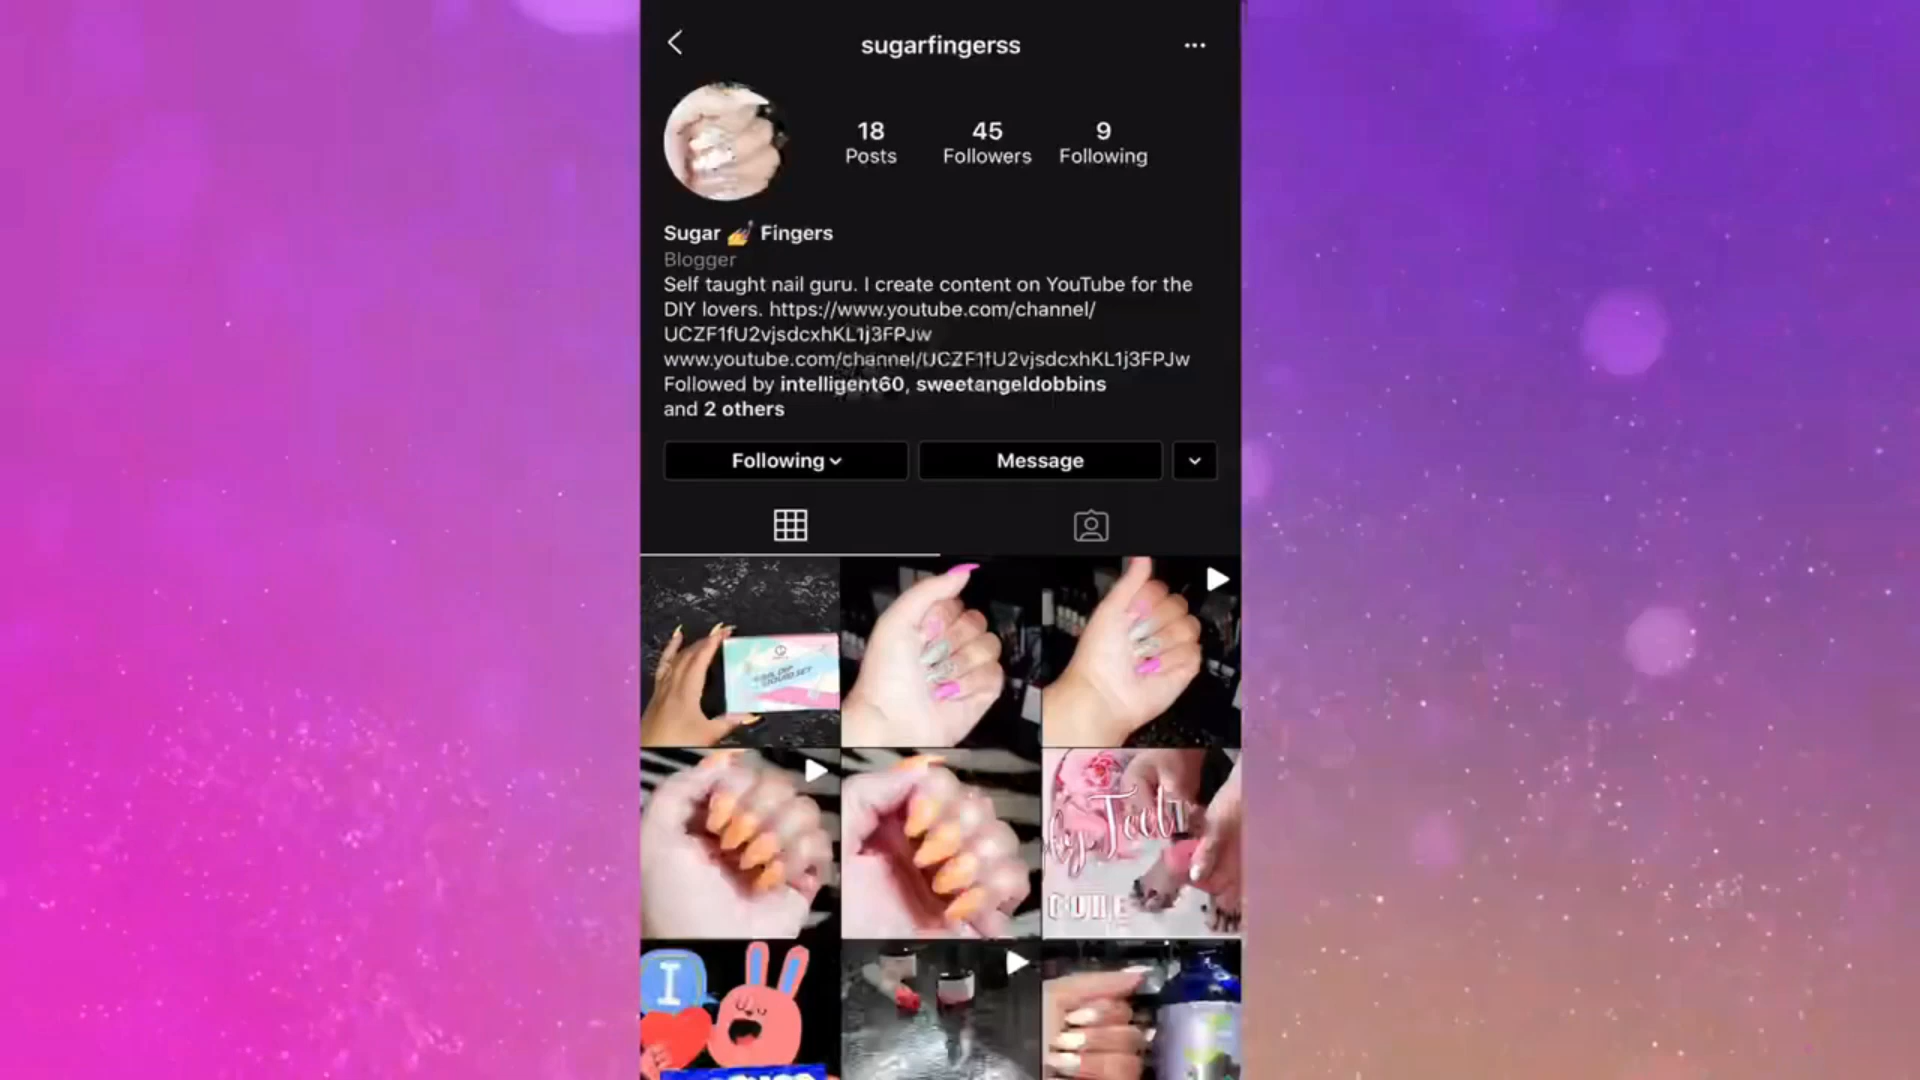 sugarfingerss
18
Posts
45
Followers
9
Following
Sugar 💅 Fingers
Blogger
Self taught nail guru. I create content on YouTube for the
DIY lovers. https://www.youtube.com/channel/
UCZF1fU2vjsdcxhKL1j3FPJw
www.youtube.com/channel/UCZF1fU2vjsdcxhKL1j3FPJw
Followed by intelligent60, sweetangeldobbins
and 2 others
Following
Message
I